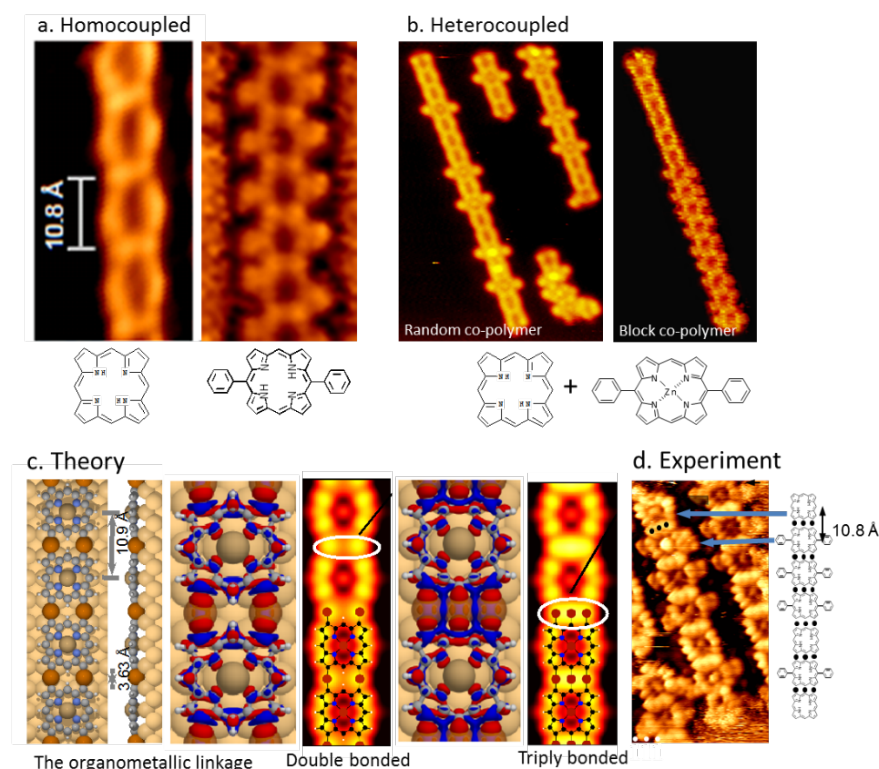 a. Homocoupled
b. Heterocoupled
10.8 Å
Random co-polymer
Block co-polymer
+
Zn
N
N
N
N
c. Theory
d. Experiment
10.9 Å
3.63 Å
10.8 Å
The organometallic linkage
Double bonded
Triply bonded